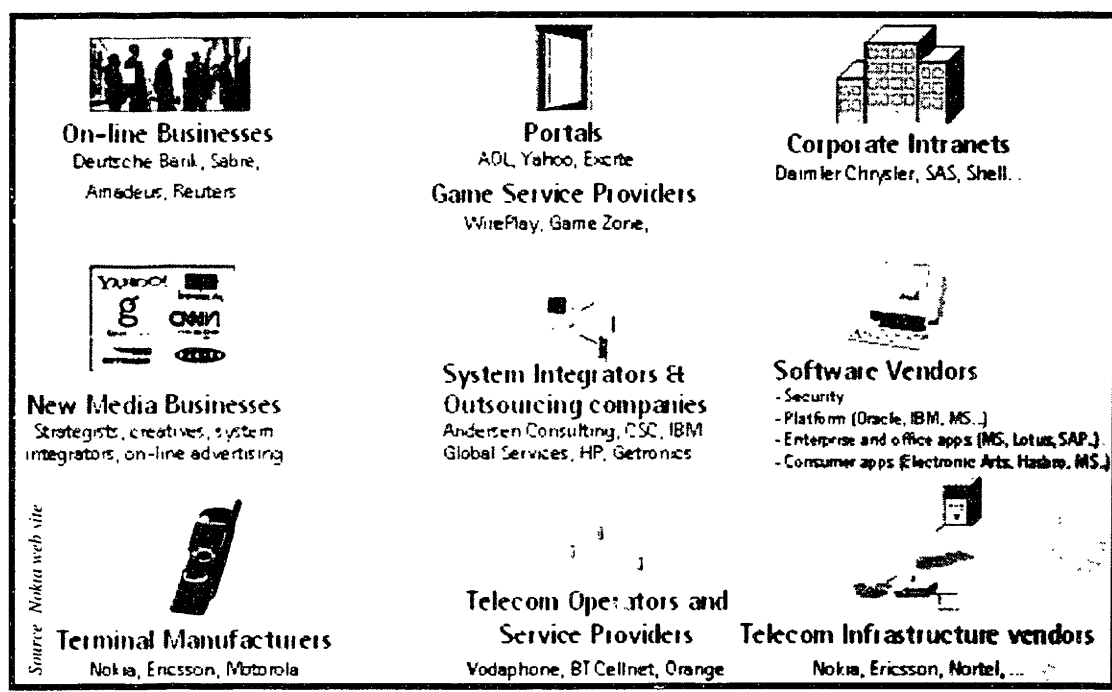 On-line Businesses
Deutsche Bank, Sabre,
Amadeus, Reuters
Portals
AOL, Yahoo, Excite
Game Service Providers
WirePlay, Game Zone,
Corporate Intranets
Daimler Chrysler, SAS, Shell...
YAHOO!
g
CNN
New Media Businesses
Strategists, creatives, system
integrators, on-line advertising
System Integrators &
Outsourcing companies
Andersen Consulting, CSC, IBM
Global Services, HP, Getronics
Software Vendors
- Security
- Platform (Oracle, IBM, MS..)
- Enterprise and office apps (MS, Lotus, SAP..)
- Consumer apps (Electronic Arts, Hasbro, MS..)
Source Nokia web site
Terminal Manufacturers
Nokia, Ericsson, Motorola
Telecom Operators and
Service Providers
Vodaphone, BT Cellnet, Orange
Telecom Infrastructure vendors
Nokia, Ericsson, Nortel, ...